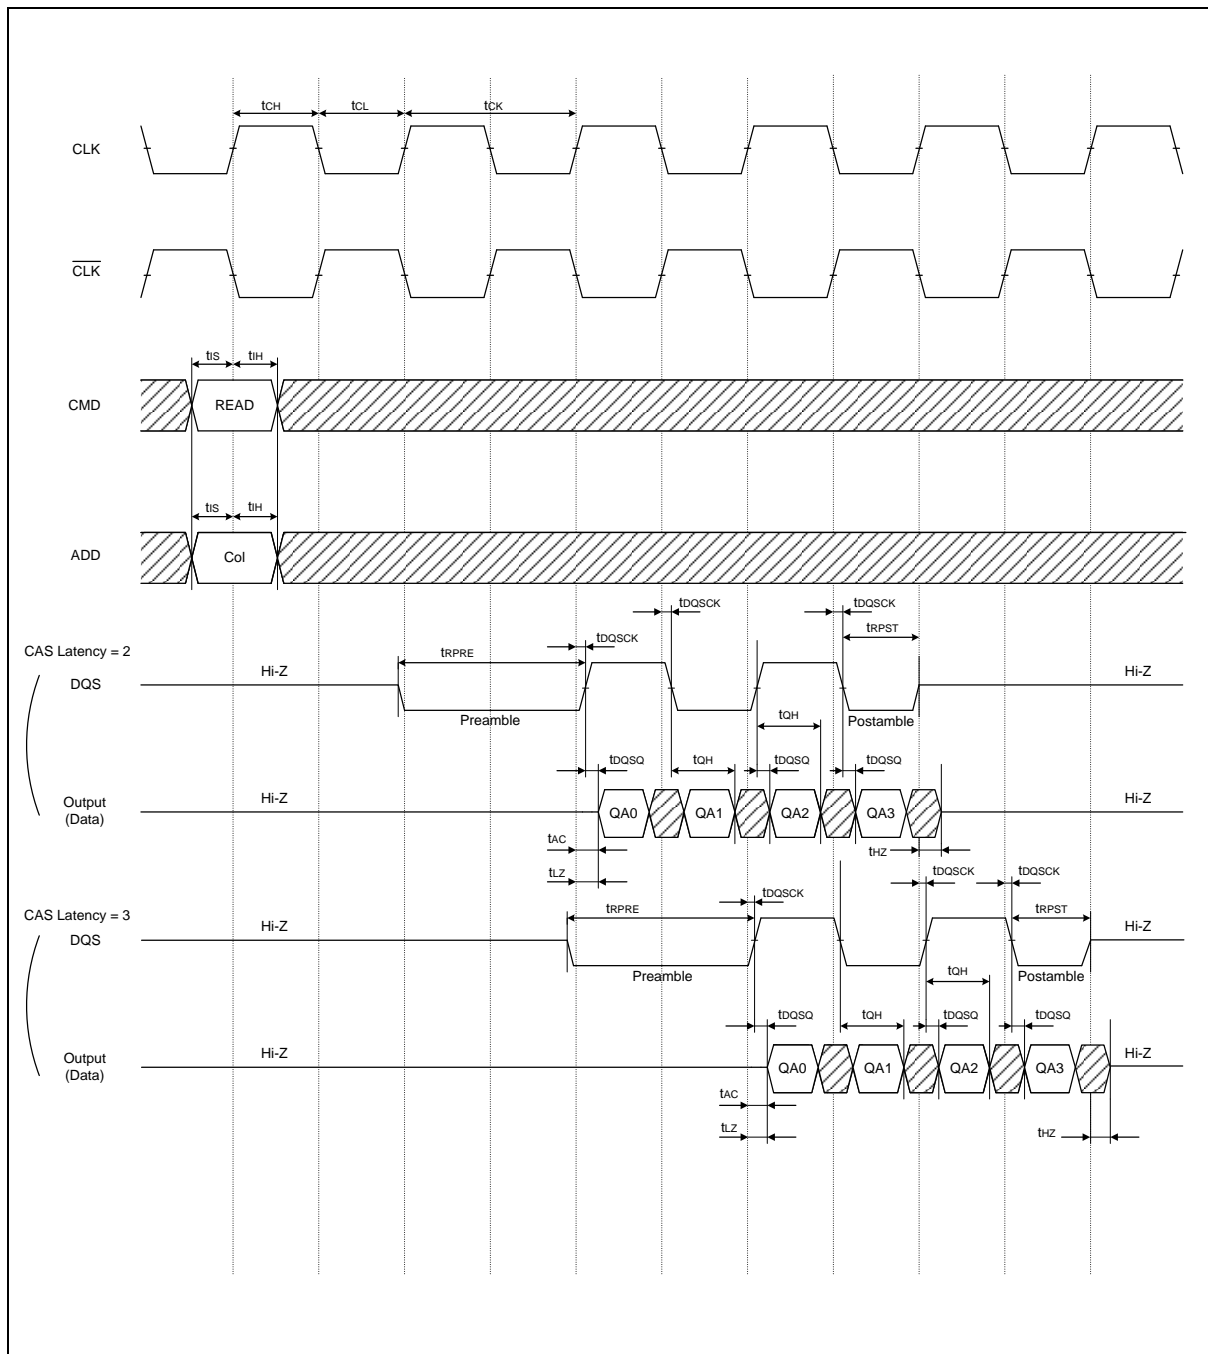 tCH tCL tCK
CLK
CLK
tIS tIH
CMD READ
tIS tIH
ADD Col
tDQSCK tDQSCK
tDQSCK tRPST
CAS Latency = 2 tRPRE
DQS Hi-Z Hi-Z
Preamble tQH Postamble
tDQSQ tQH tDQSQ tDQSQ
Output
(Data) Hi-Z QA0 QA1 QA2 QA3 Hi-Z
tAC tHZ
tLZ tDQSCK tDQSCK
tDQSCK
CAS Latency = 3 tRPRE tRPST
DQS Hi-Z Hi-Z
Preamble tQH Postamble
tDQSQ tQH tDQSQ tDQSQ
Output
(Data) Hi-Z QA0 QA1 QA2 QA3 Hi-Z
tAC
tLZ tHZ